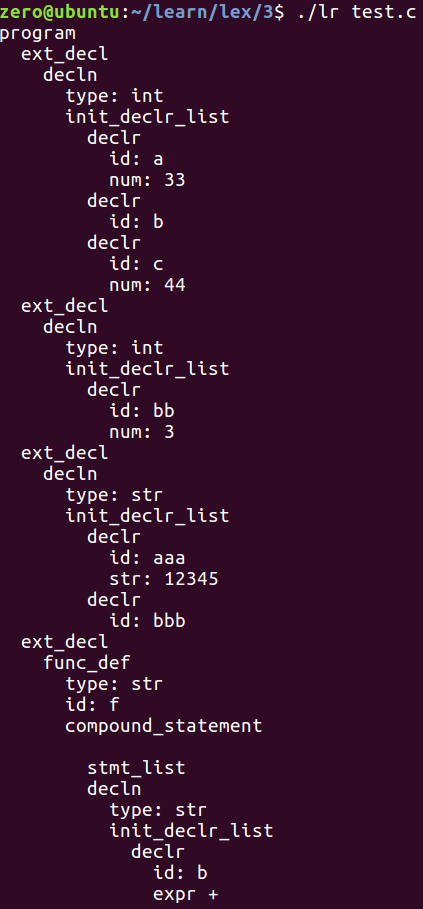 zero@ubuntu:~/learn/lex/3$ ./lr test.c
program
  ext_decl
    decln
      type: int
      init_declr_list
        declr
          id: a
          num: 33
        declr
          id: b
        declr
          id: c
          num: 44
  ext_decl
    decln
      type: int
      init_declr_list
        declr
          id: bb
          num: 3
  ext_decl
    decln
      type: str
      init_declr_list
        declr
          id: aaa
          str: 12345
        declr
          id: bbb
  ext_decl
    func_def
      type: str
      id: f
      compound_statement

        stmt_list
        decln
          type: str
          init_declr_list
            declr
              id: b
              expr +